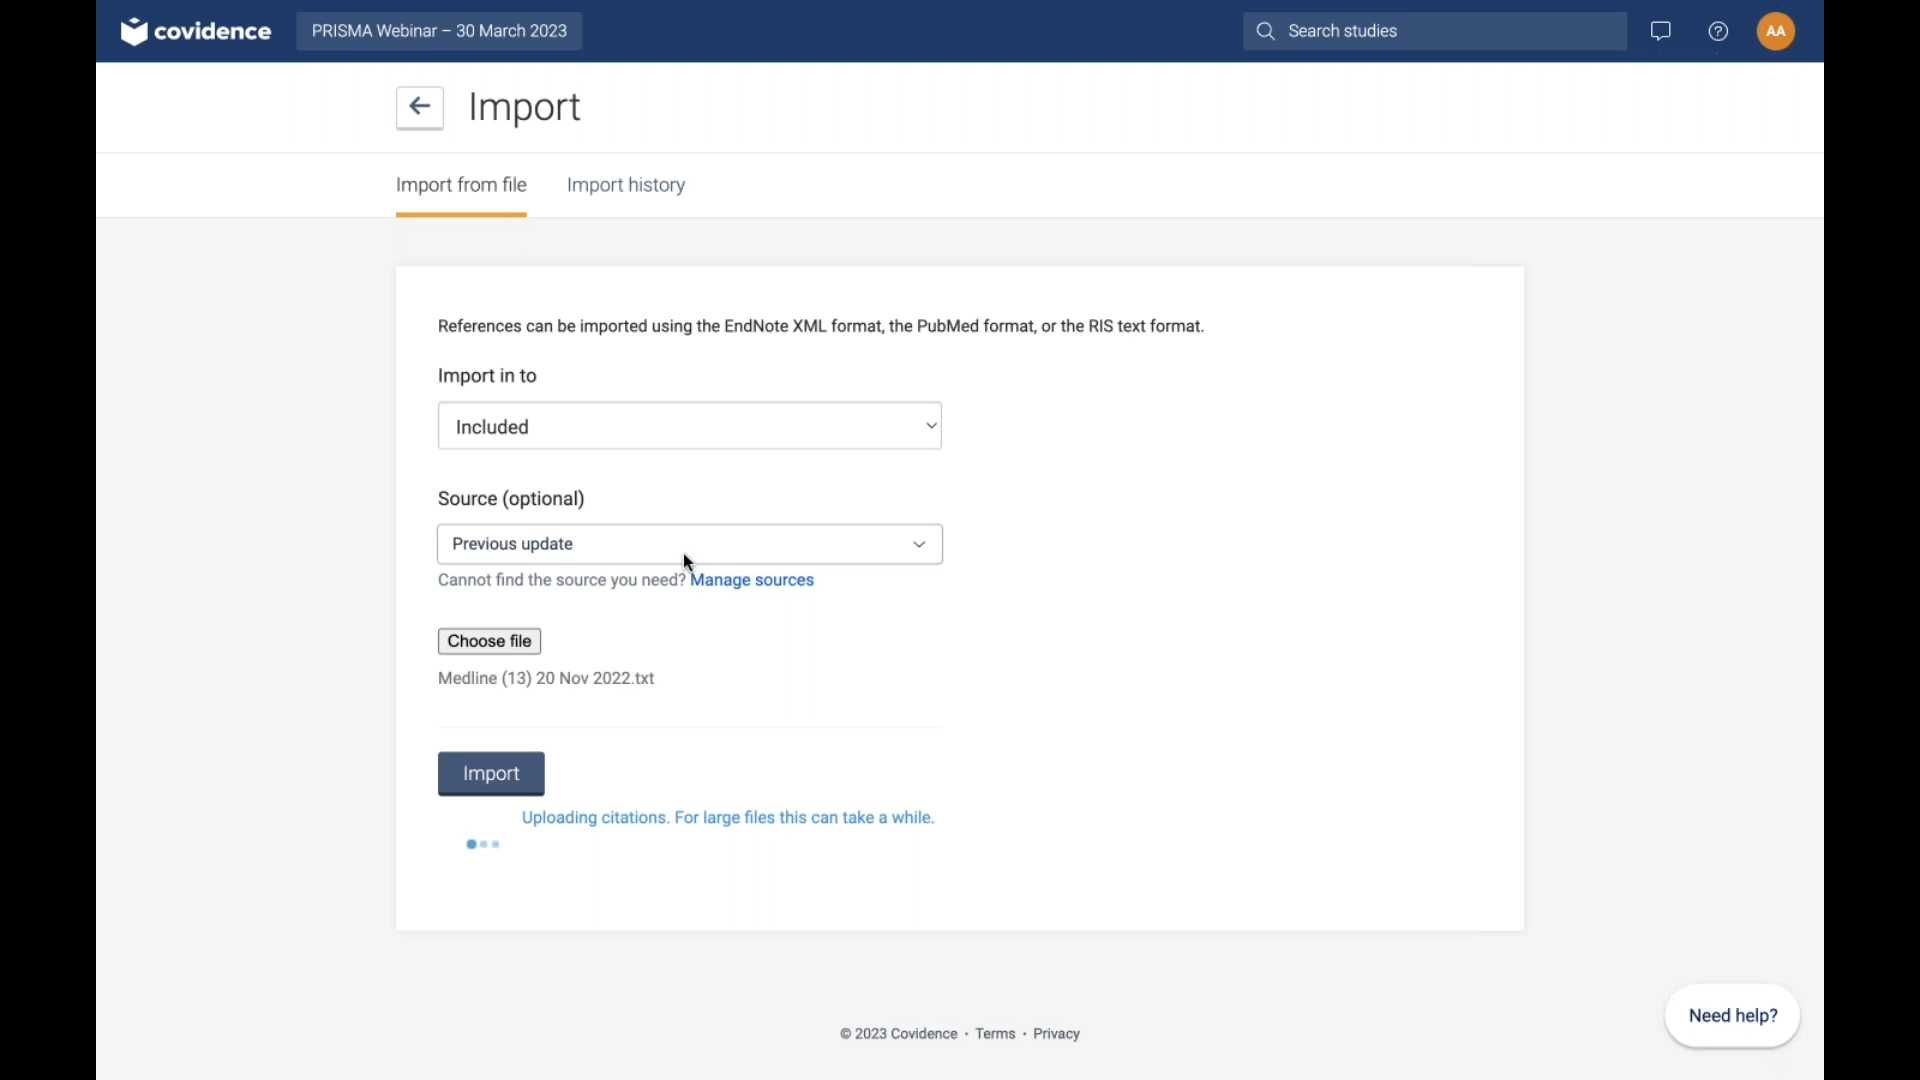 covidence
PRISMA Webinar – 30 March 2023
Search studies
AA
Import
Import from file
Import history
References can be imported using the EndNote XML format, the PubMed format, or the RIS text format.
Import in to
Included
Source (optional)
Previous update
Cannot find the source you need? Manage sources
Choose file
Medline (13) 20 Nov 2022.txt
Import
Uploading citations. For large files this can take a while.
Need help?
© 2023 Covidence · Terms · Privacy